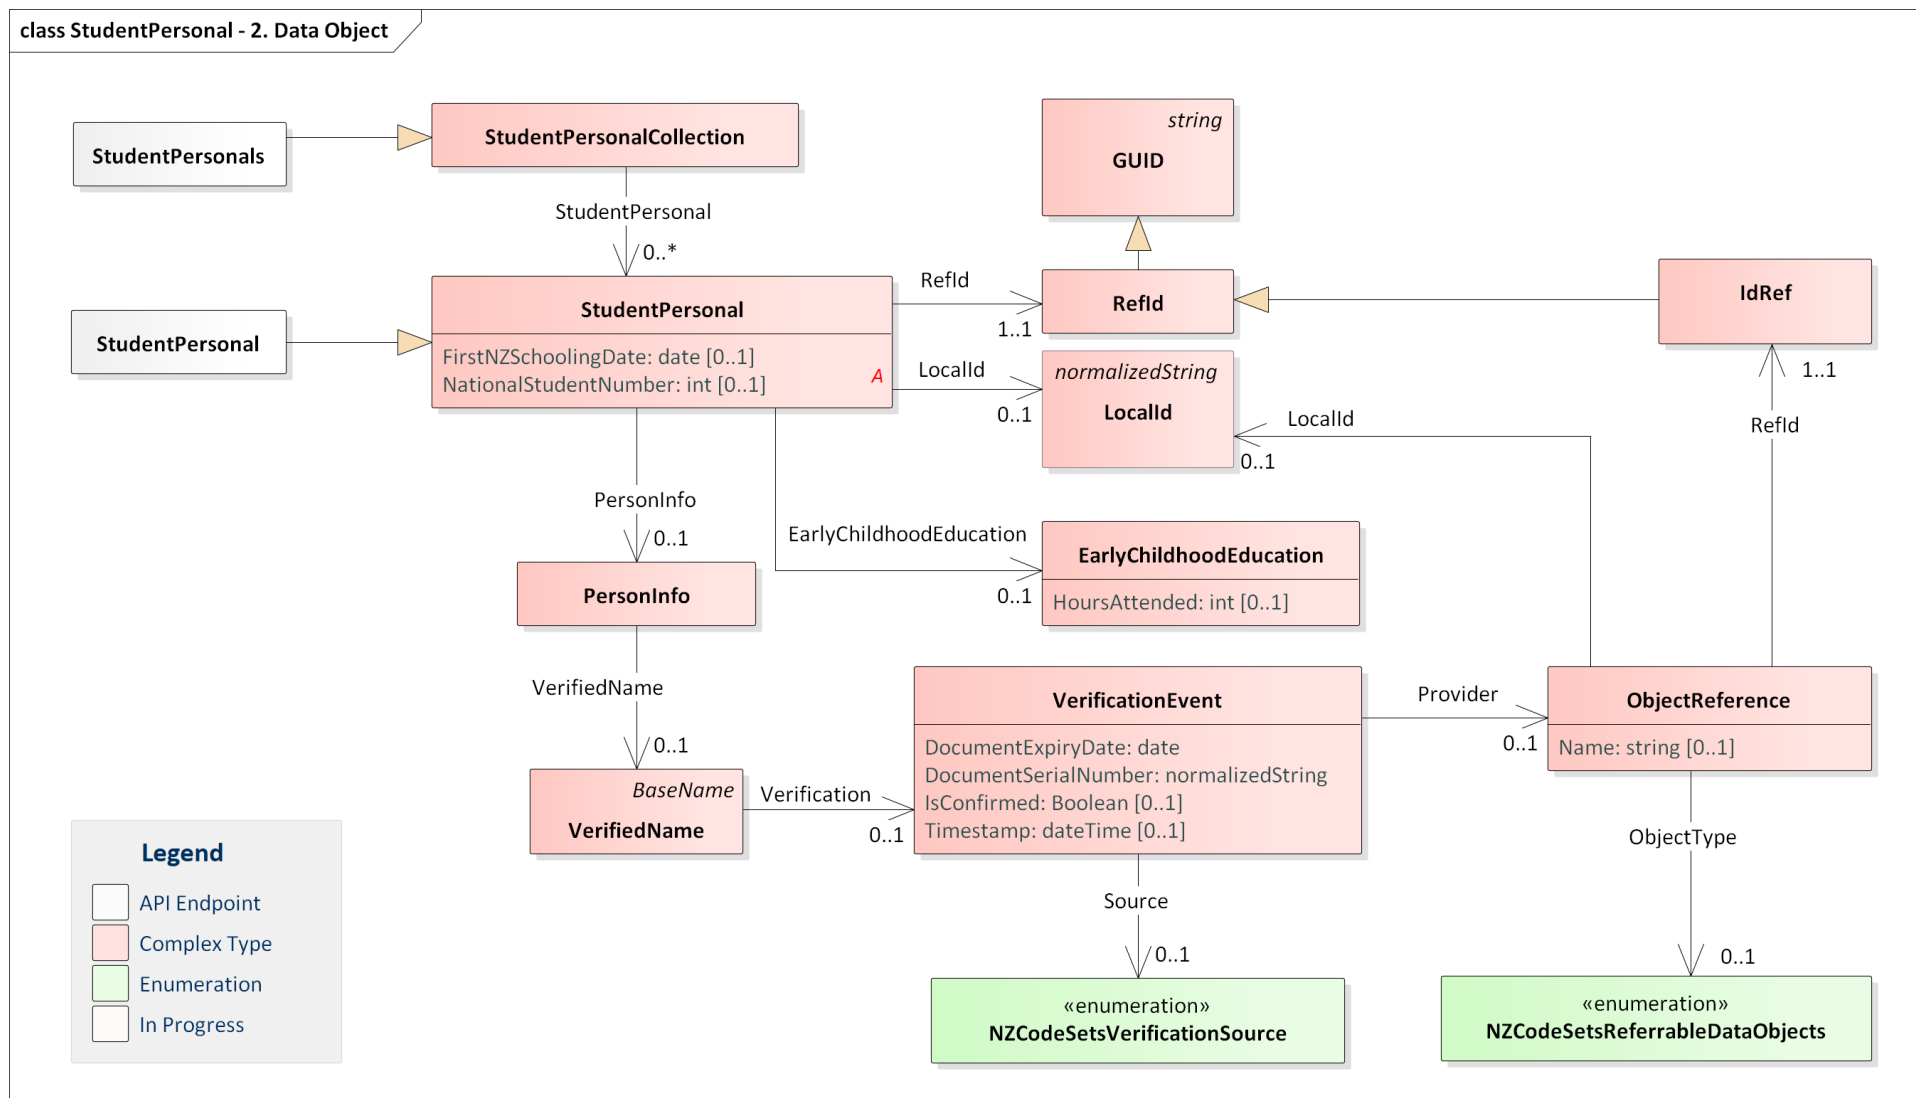 class StudentPersonal - 2. Data Object
StudentPersonals
StudentPersonalCollection
string
GUID
StudentPersonal
0..*
StudentPersonal
StudentPersonal
FirstNZSchoolingDate: date [0..1]
NationalStudentNumber: int [0..1]
A
RefId
1..1
RefId
IdRef
LocalId
0..1
normalizedString
LocalId
LocalId
0..1
1..1
RefId
PersonInfo
0..1
EarlyChildhoodEducation
0..1
EarlyChildhoodEducation
HoursAttended: int [0..1]
PersonInfo
VerifiedName
0..1
BaseName
VerifiedName
Verification
0..1
VerificationEvent
DocumentExpiryDate: date
DocumentSerialNumber: normalizedString
IsConfirmed: Boolean [0..1]
Timestamp: dateTime [0..1]
Provider
0..1
ObjectReference
Name: string [0..1]
Source
0..1
ObjectType
0..1
«enumeration»
NZCodeSetsVerificationSource
«enumeration»
NZCodeSetsReferrableDataObjects
Legend
API Endpoint
Complex Type
Enumeration
In Progress